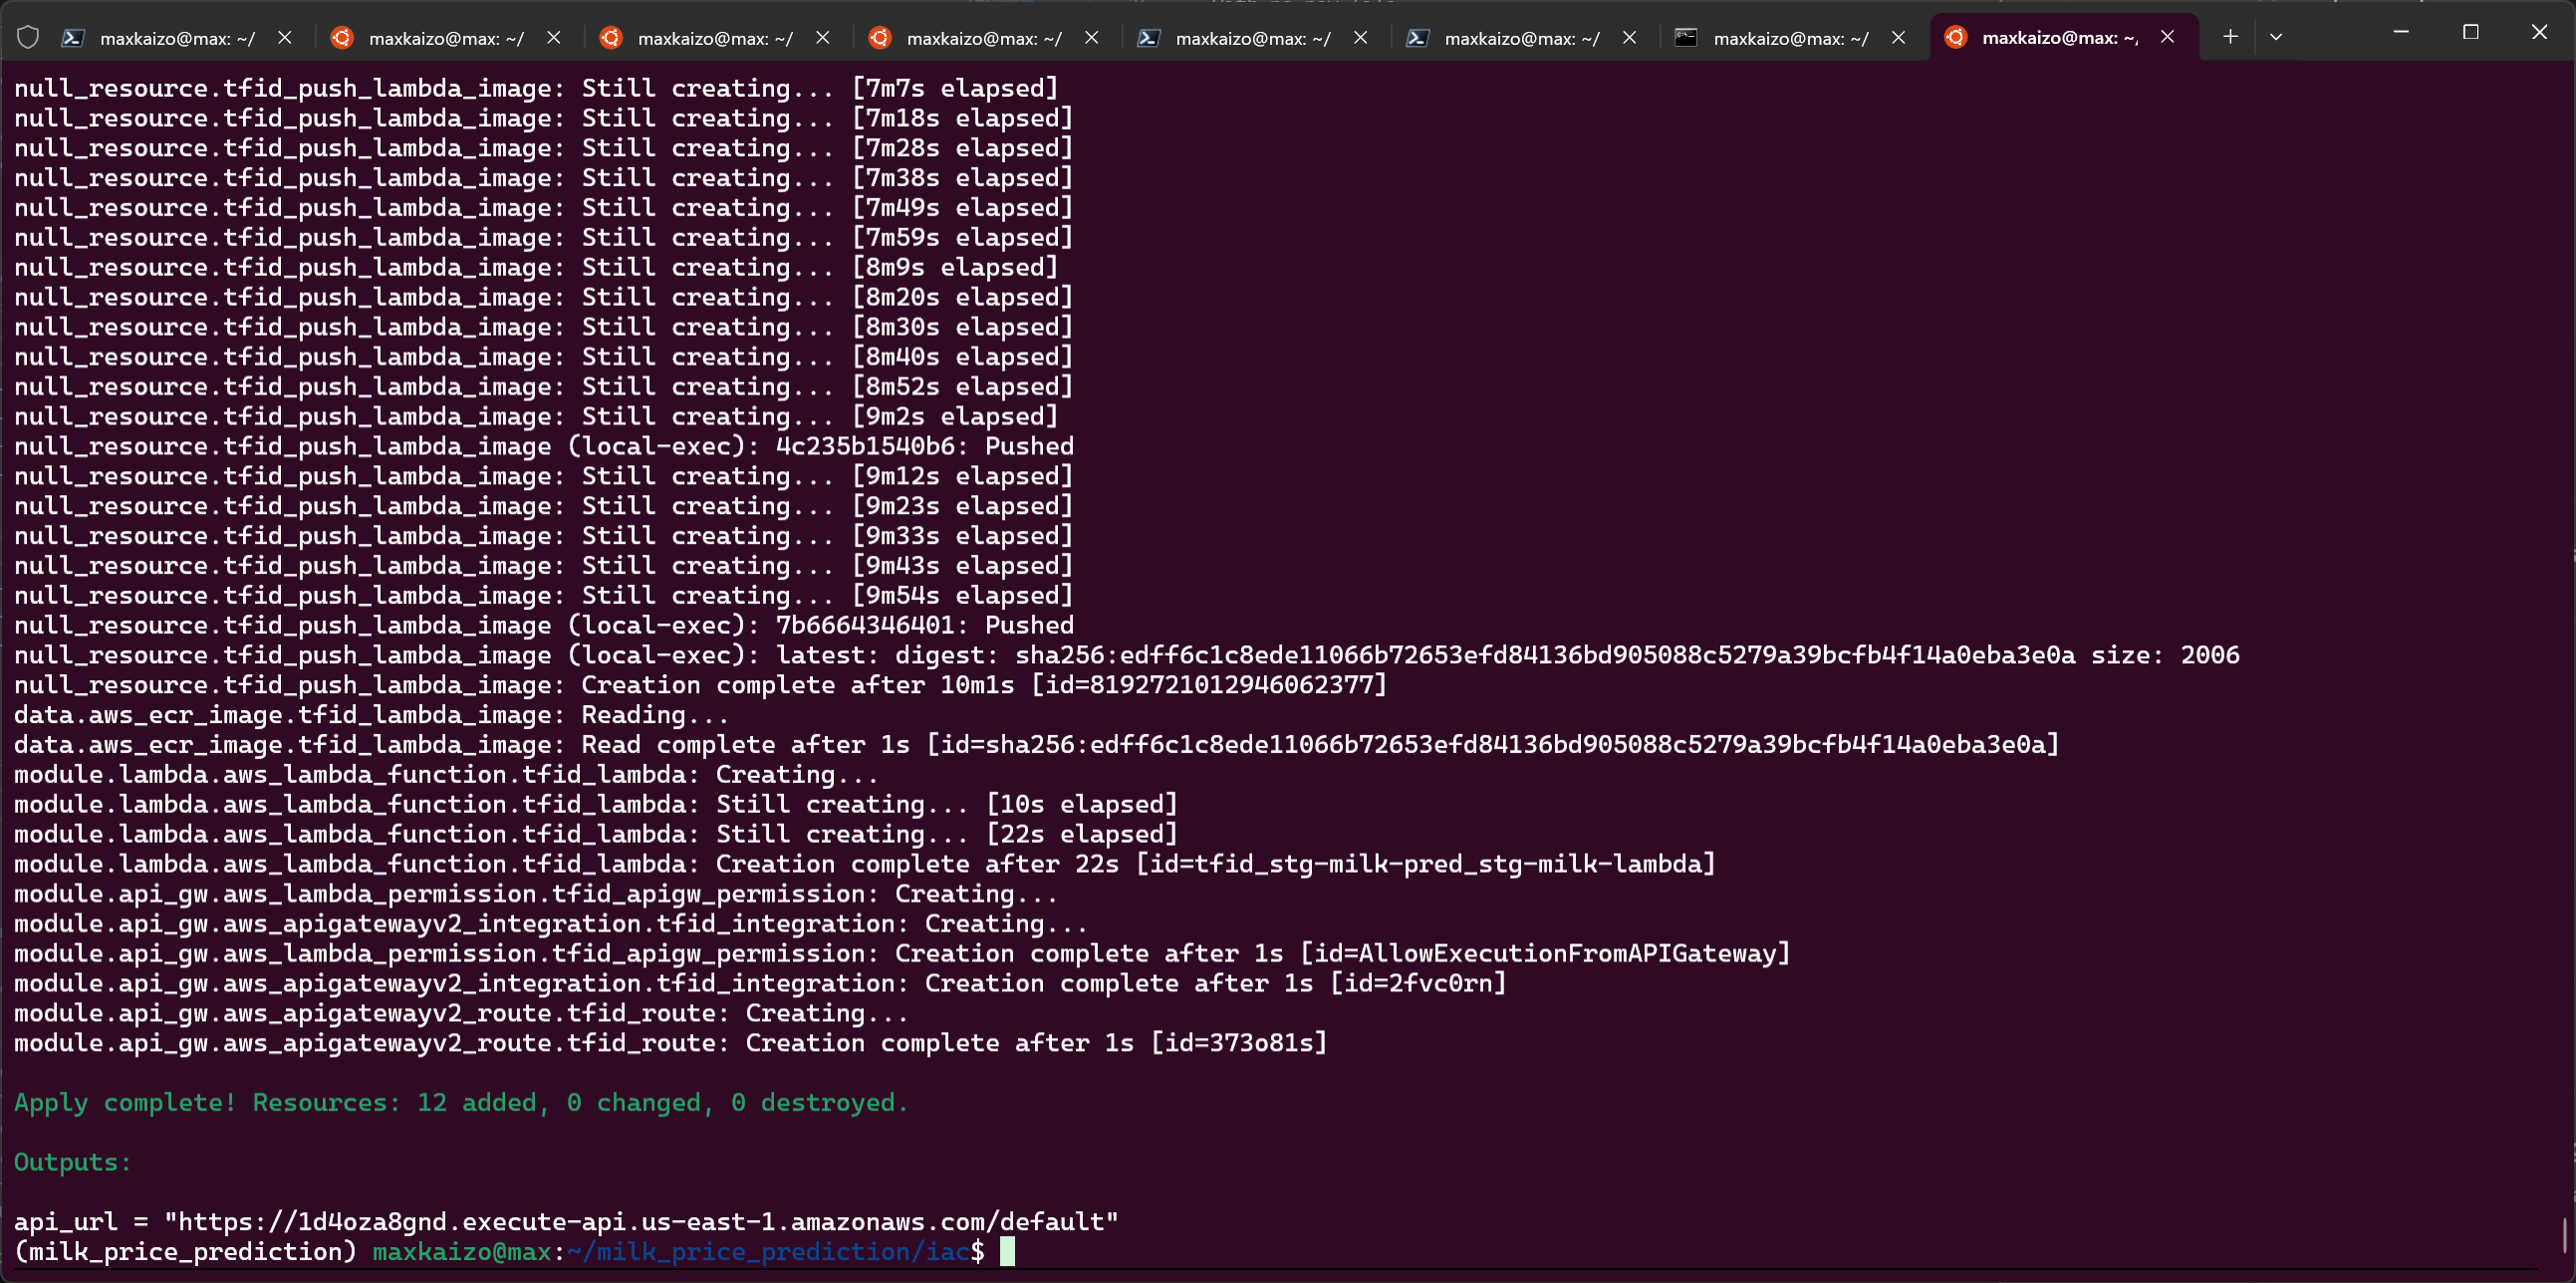 maxkaizo@max: ~/ maxkaizo@max: ~/ maxkaizo@max: ~/ maxkaizo@max: ~/ maxkaizo@max: ~/ maxkaizo@max: ~/ maxkaizo@max: ~/ maxkaizo@max: ~,
null_resource.tfid_push_lambda_image: Still creating... [7m7s elapsed]
null_resource.tfid_push_lambda_image: Still creating... [7m18s elapsed]
null_resource.tfid_push_lambda_image: Still creating... [7m28s elapsed]
null_resource.tfid_push_lambda_image: Still creating... [7m38s elapsed]
null_resource.tfid_push_lambda_image: Still creating... [7m49s elapsed]
null_resource.tfid_push_lambda_image: Still creating... [7m59s elapsed]
null_resource.tfid_push_lambda_image: Still creating... [8m9s elapsed]
null_resource.tfid_push_lambda_image: Still creating... [8m20s elapsed]
null_resource.tfid_push_lambda_image: Still creating... [8m30s elapsed]
null_resource.tfid_push_lambda_image: Still creating... [8m40s elapsed]
null_resource.tfid_push_lambda_image: Still creating... [8m52s elapsed]
null_resource.tfid_push_lambda_image: Still creating... [9m2s elapsed]
null_resource.tfid_push_lambda_image (local-exec): 4c235b1540b6: Pushed
null_resource.tfid_push_lambda_image: Still creating... [9m12s elapsed]
null_resource.tfid_push_lambda_image: Still creating... [9m23s elapsed]
null_resource.tfid_push_lambda_image: Still creating... [9m33s elapsed]
null_resource.tfid_push_lambda_image: Still creating... [9m43s elapsed]
null_resource.tfid_push_lambda_image: Still creating... [9m54s elapsed]
null_resource.tfid_push_lambda_image (local-exec): 7b6664346401: Pushed
null_resource.tfid_push_lambda_image (local-exec): latest: digest: sha256:edff6c1c8ede11066b72653efd84136bd905088c5279a39bcfb4f14a0eba3e0a size: 2006
null_resource.tfid_push_lambda_image: Creation complete after 10m1s [id=8192721012946062377]
data.aws_ecr_image.tfid_lambda_image: Reading...
data.aws_ecr_image.tfid_lambda_image: Read complete after 1s [id=sha256:edff6c1c8ede11066b72653efd84136bd905088c5279a39bcfb4f14a0eba3e0a]
module.lambda.aws_lambda_function.tfid_lambda: Creating...
module.lambda.aws_lambda_function.tfid_lambda: Still creating... [10s elapsed]
module.lambda.aws_lambda_function.tfid_lambda: Still creating... [22s elapsed]
module.lambda.aws_lambda_function.tfid_lambda: Creation complete after 22s [id=tfid_stg-milk-pred_stg-milk-lambda]
module.api_gw.aws_lambda_permission.tfid_apigw_permission: Creating...
module.api_gw.aws_apigatewayv2_integration.tfid_integration: Creating...
module.api_gw.aws_lambda_permission.tfid_apigw_permission: Creation complete after 1s [id=AllowExecutionFromAPIGateway]
module.api_gw.aws_apigatewayv2_integration.tfid_integration: Creation complete after 1s [id=2fvc0rn]
module.api_gw.aws_apigatewayv2_route.tfid_route: Creating...
module.api_gw.aws_apigatewayv2_route.tfid_route: Creation complete after 1s [id=373o81s]
Apply complete! Resources: 12 added, 0 changed, 0 destroyed.
Outputs:
api_url = "https://1d4oza8gnd.execute-api.us-east-1.amazonaws.com/default"
(milk_price_prediction) maxkaizo@max:~/milk_price_prediction/iac$